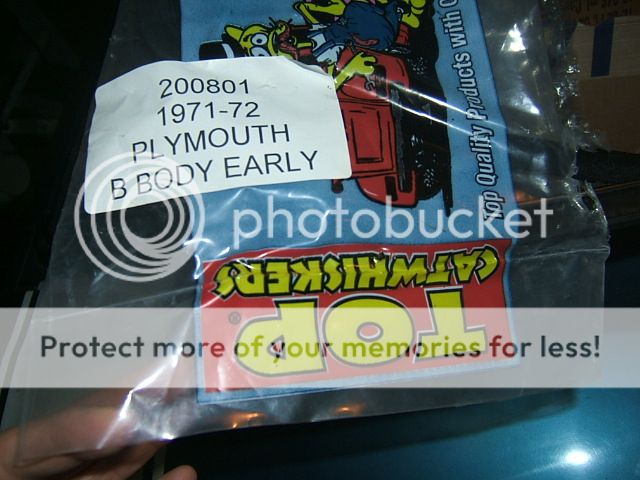 200801
1971-72
PLYMOUTH
B BODY EARLY
Top Quality Products with
photobucket
TOP
CATWHISKERS
®
Protect more of your memories for less!